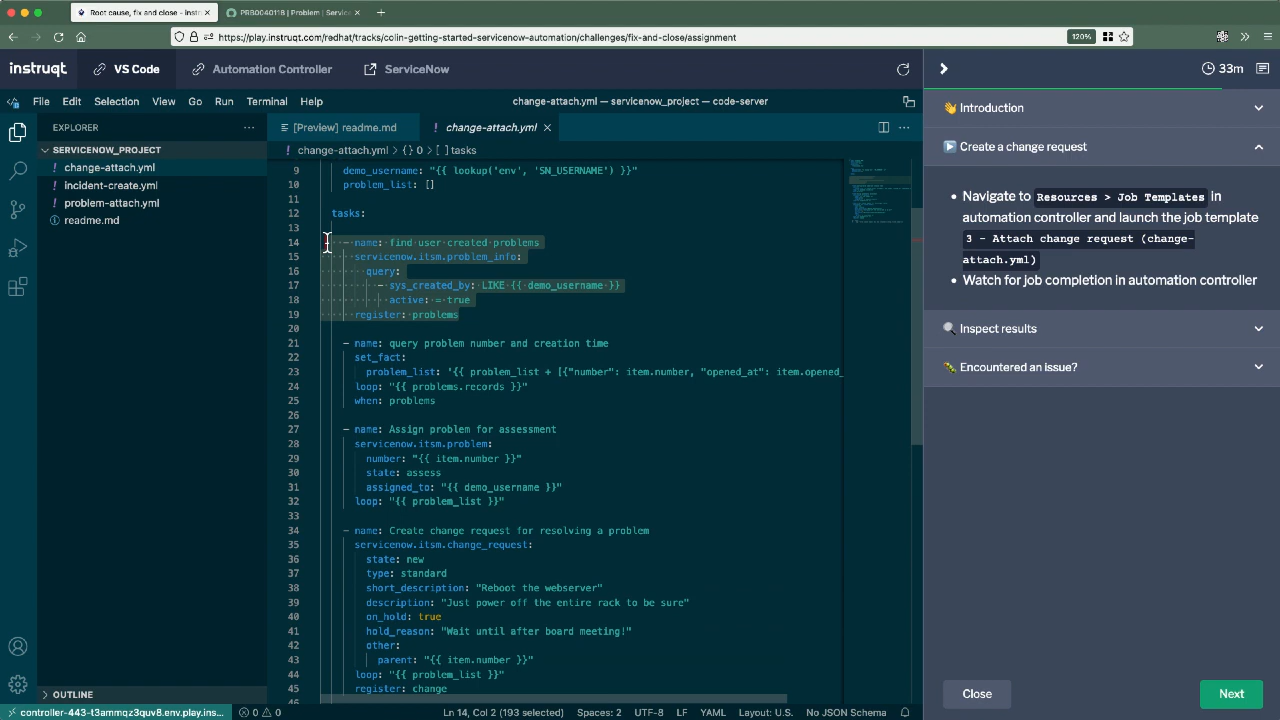 Root cause, fix and close - instru
PRB0040118 | Problem | Service
https://play.instruqt.com/redhat/colin-getting-started-servicenow-automation/challenges/fix-and-close/assignment
120%
instruqt
VS Code
Automation Controller
ServiceNow
33m
File Edit Selection View Go Run Terminal Help
change-attach.yml — servicenow_project — code-server
EXPLORER
SERVICENOW_PROJECT
change-attach.yml
incident-create.yml
problem-attach.yml
readme.md
OUTLINE
[Preview] readme.md
change-attach.yml
change-attach.yml > {} 0 > [ ] tasks
9 demo_username: "{{ lookup('env', 'SN_USERNAME') }}"
10 problem_list: []
11
12 tasks:
13
14 - name: find user created problems
15 servicenow.itsm.problem_info:
16 query:
17 - sys_created_by: LIKE {{ demo_username }}
18 active: = true
19 register: problems
20
21 - name: query problem number and creation time
22 set_fact:
23 problem_list: '{{ problem_list + [{"number": item.number, "opened_at": item.opened_
24 loop: "{{ problems.records }}"
25 when: problems
26
27 - name: Assign problem for assessment
28 servicenow.itsm.problem:
29 number: "{{ item.number }}"
30 state: assess
31 assigned_to: "{{ demo_username }}"
32 loop: "{{ problem_list }}"
33
34 - name: Create change request for resolving a problem
35 servicenow.itsm.change_request:
36 state: new
37 type: standard
38 short_description: "Reboot the webserver"
39 description: "Just power off the entire rack to be sure"
40 on_hold: true
41 hold_reason: "Wait until after board meeting!"
42 other:
43 parent: "{{ item.number }}"
44 loop: "{{ problem_list }}"
45 register: change
controller-443-t3ammqz3quv8.env.play.ins...
0 0
Ln 14, Col 2 (193 selected)
Spaces: 2
UTF-8
LF
YAML
Layout: U.S.
No JSON Schema
👋 Introduction
▶️ Create a change request
• Navigate to Resources > Job Templates in
automation controller and launch the job template
3 - Attach change request (change-
attach.yml)
• Watch for job completion in automation controller
🔍 Inspect results
🐛 Encountered an issue?
Close
Next